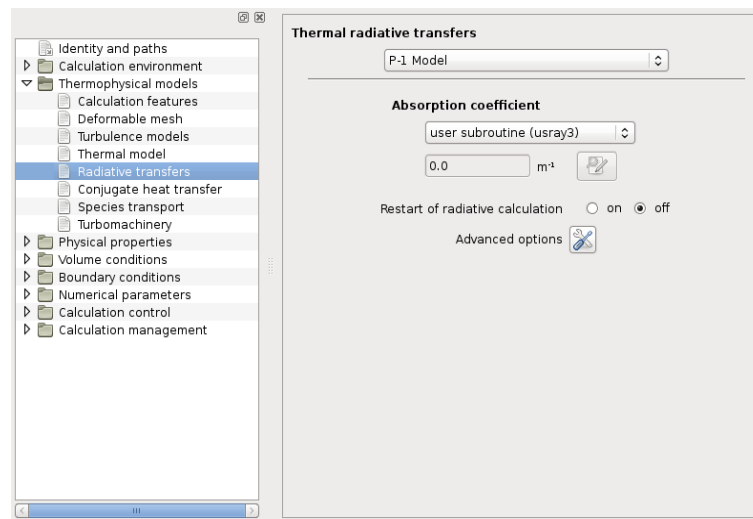 Identity and paths
Calculation environment
Thermophysical models
Calculation features
Deformable mesh
Turbulence models
Thermal model
Radiative transfers
Conjugate heat transfer
Species transport
Turbomachinery
Physical properties
Volume conditions
Boundary conditions
Numerical parameters
Calculation control
Calculation management
Thermal radiative transfers
P-1 Model
Absorption coefficient
user subroutine (usray3)
0.0 m⁻¹
Restart of radiative calculation on off
Advanced options